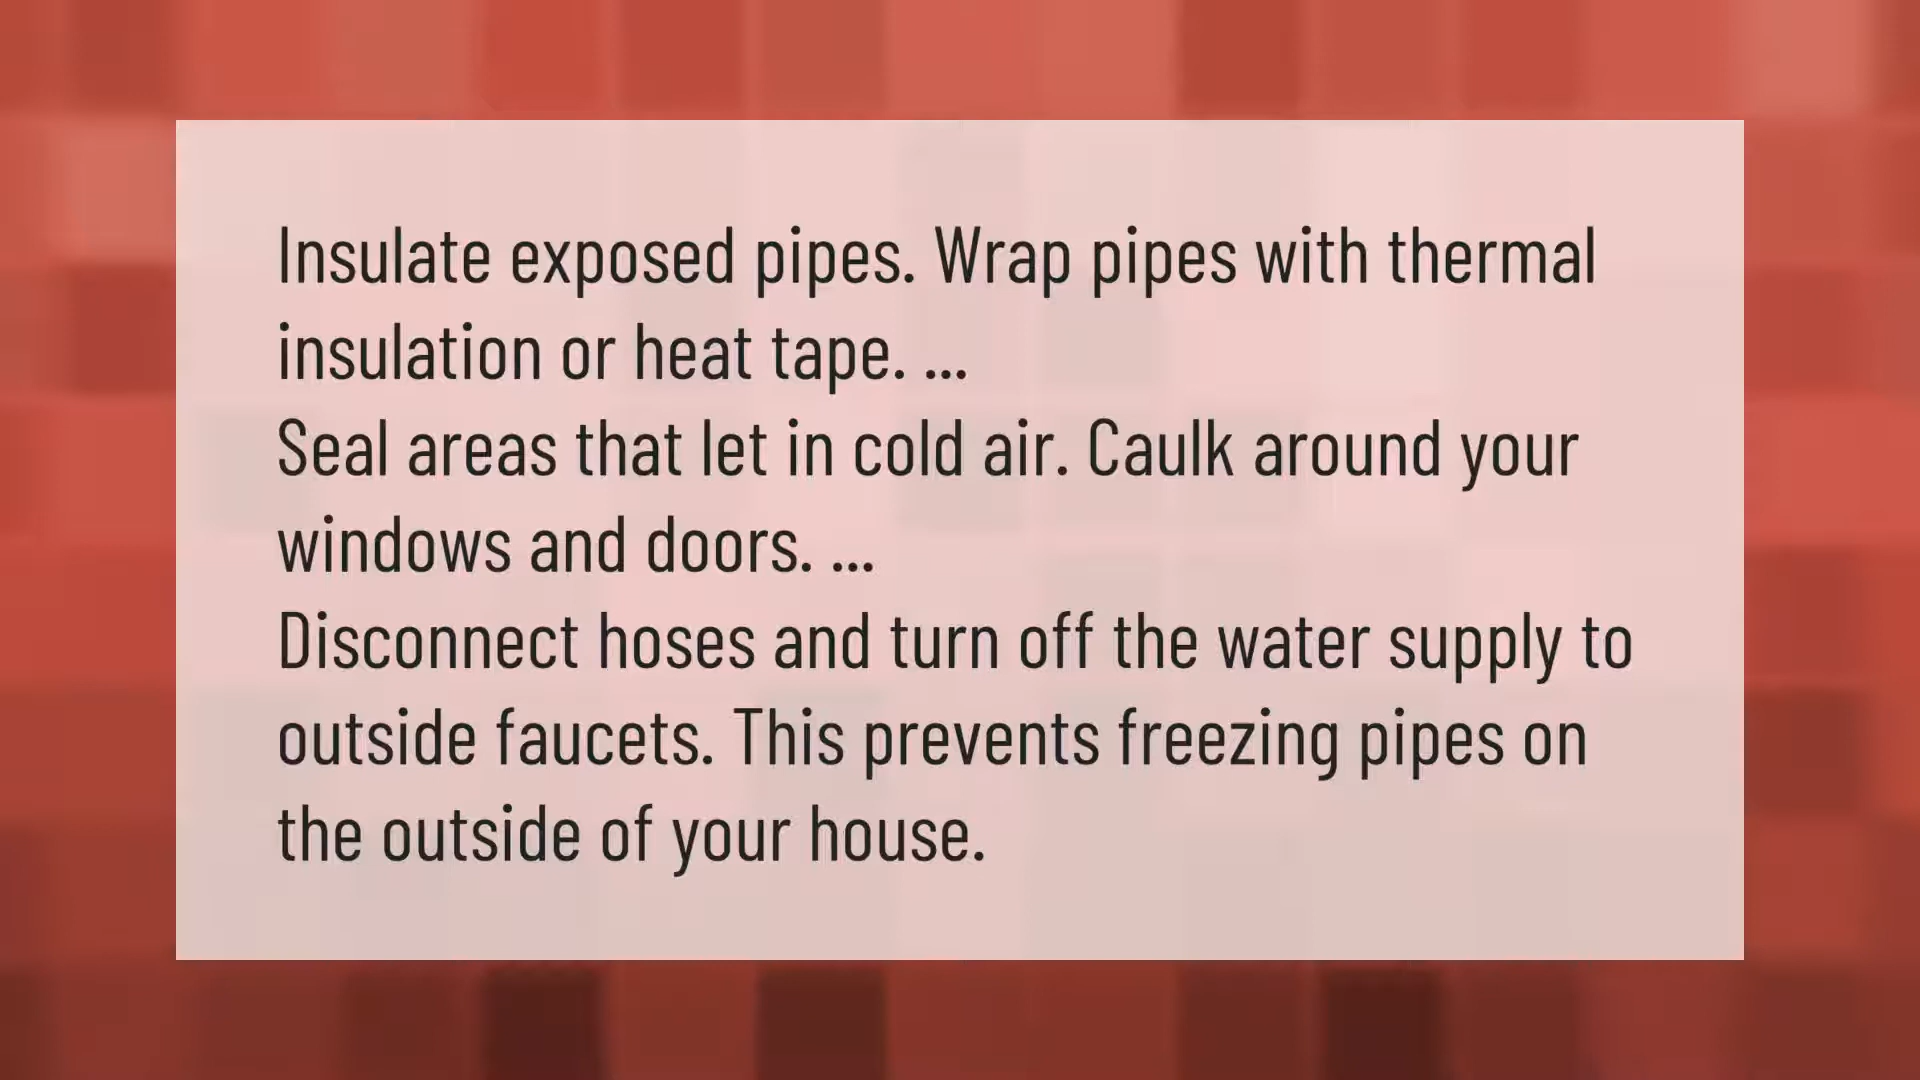 Insulate exposed pipes. Wrap pipes with thermal
insulation or heat tape. ...
Seal areas that let in cold air. Caulk around your
windows and doors. ...
Disconnect hoses and turn off the water supply to
outside faucets. This prevents freezing pipes on
the outside of your house.